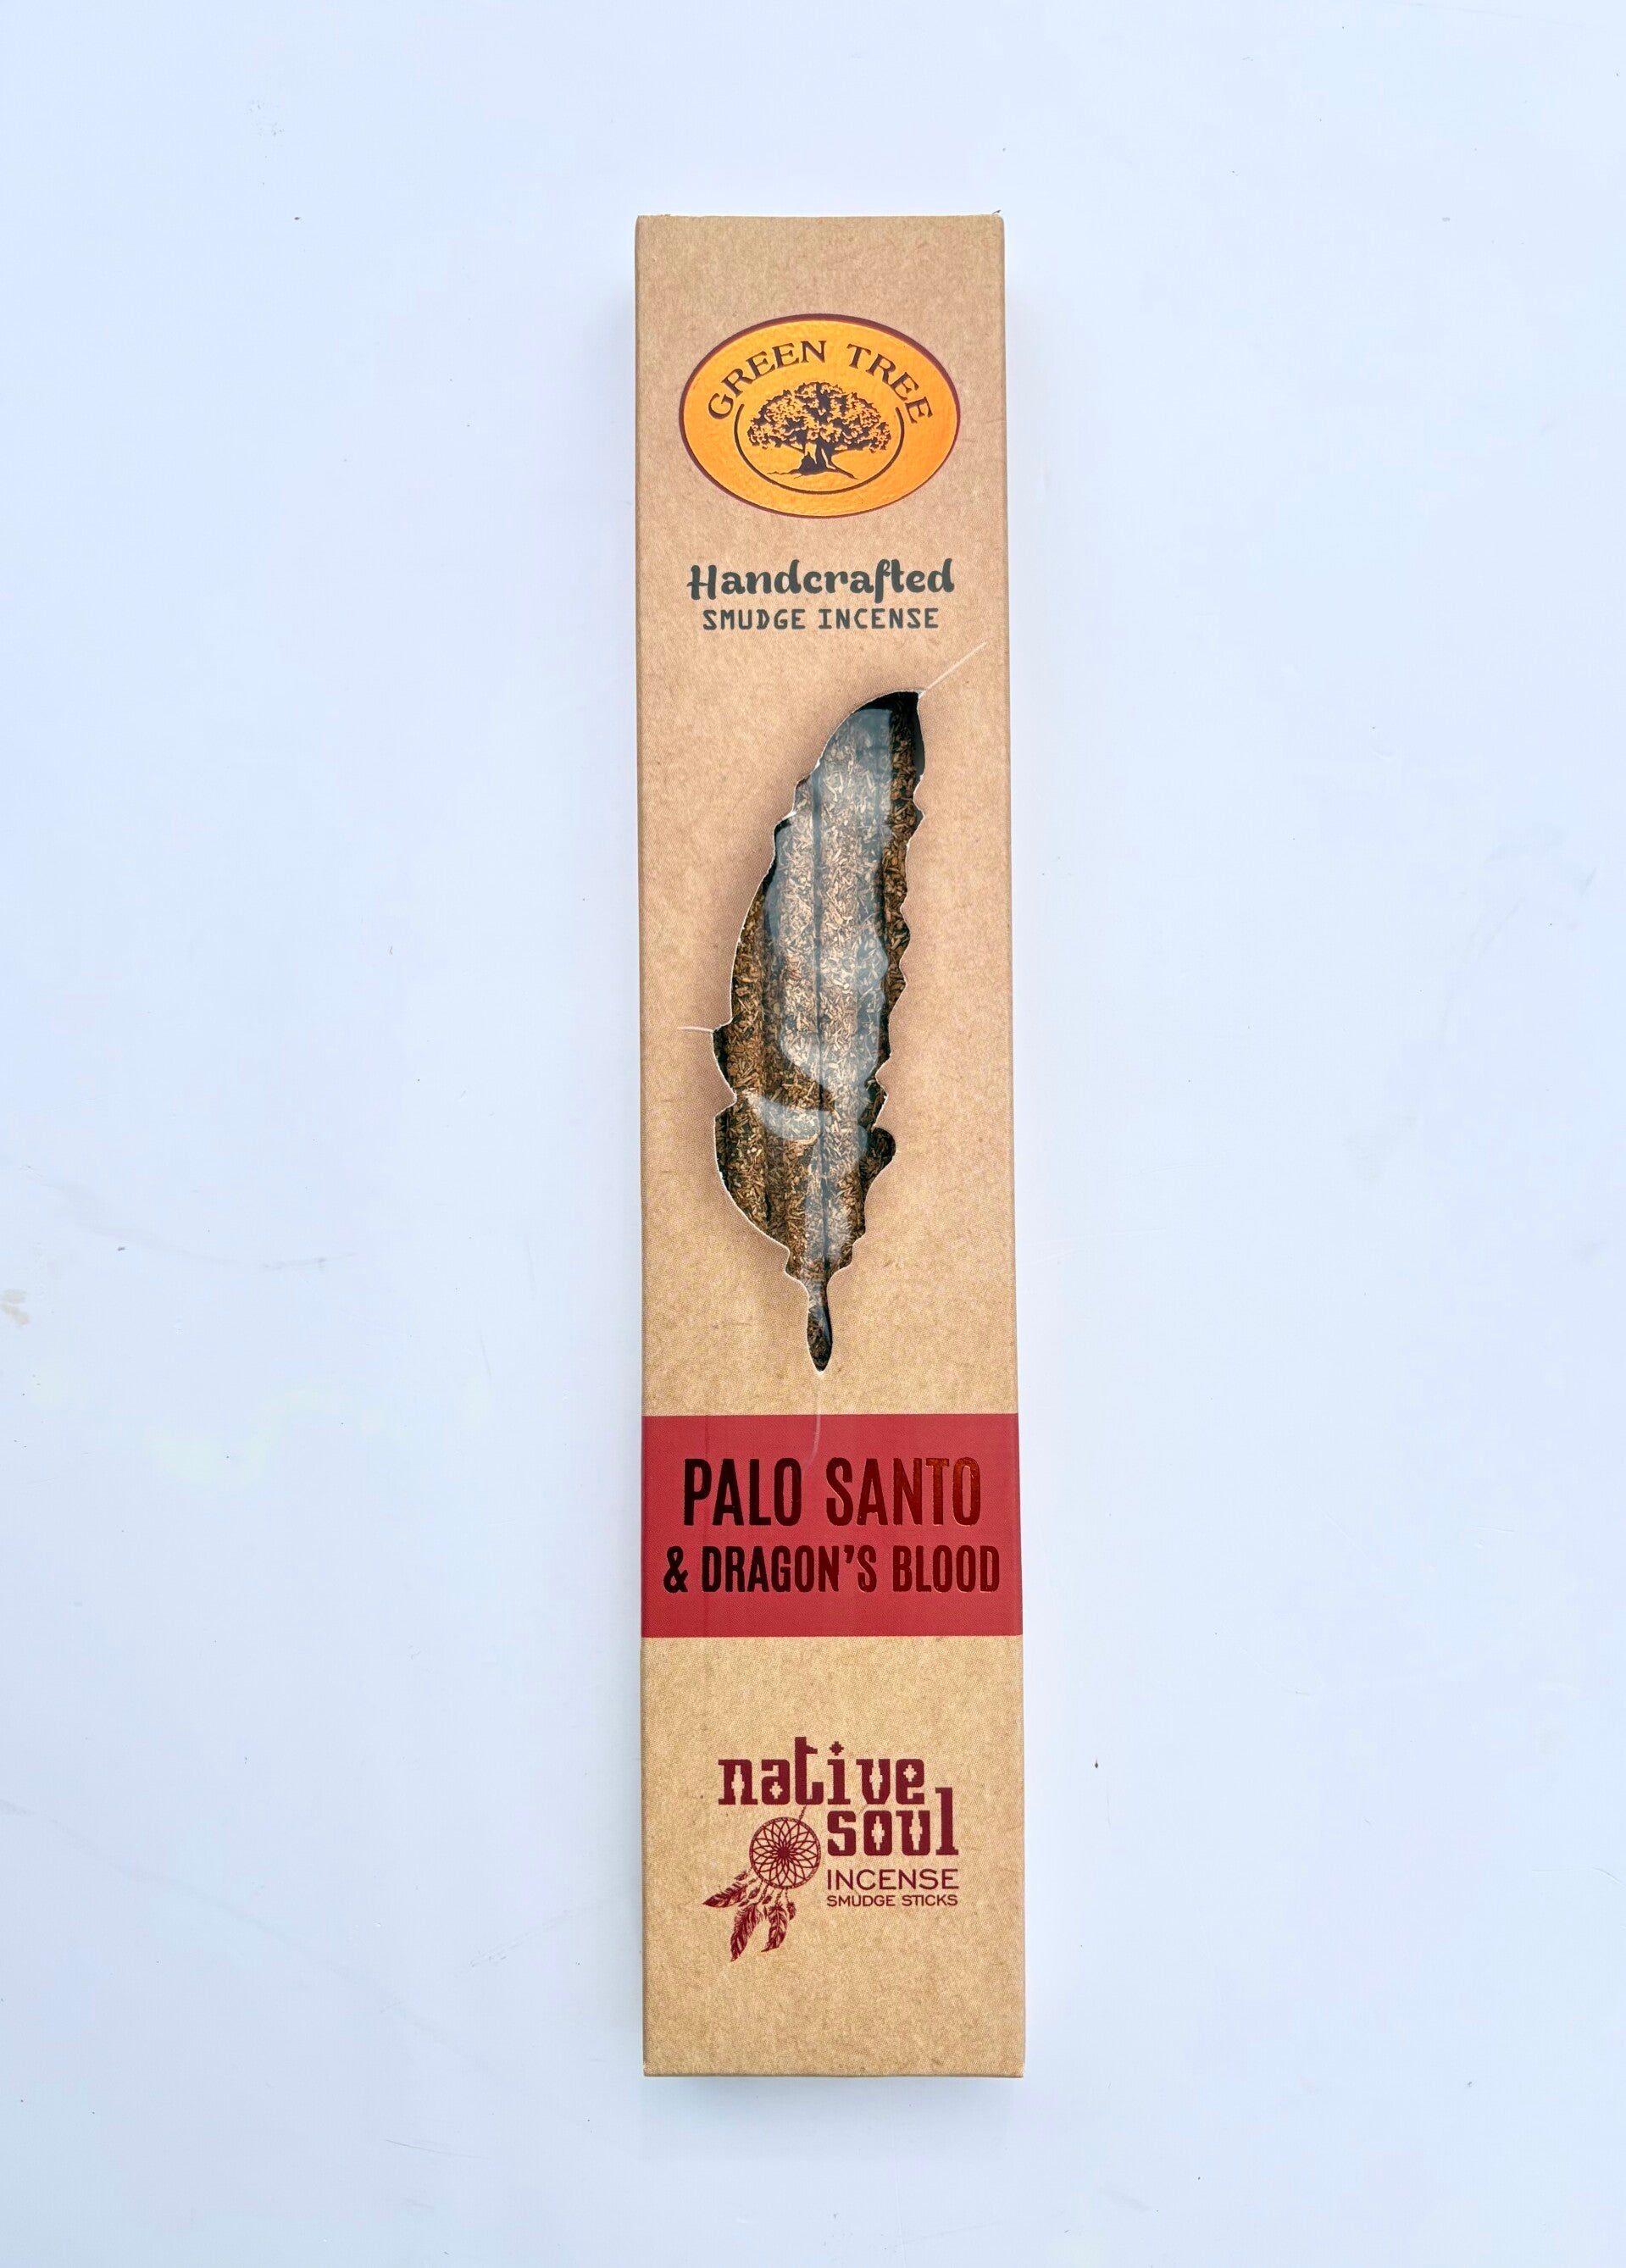 GREEN TREE
Handcrafted
SMUDGE INCENSE
PALO SANTO
& DRAGON'S BLOOD
native
soul
INCENSE
SMUDGE STICKS